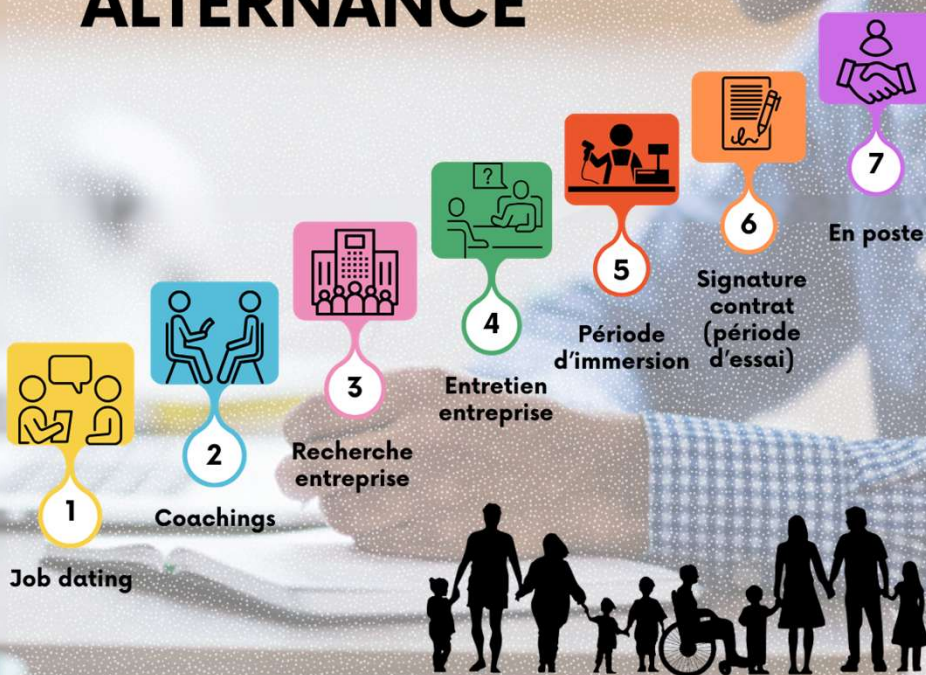 ALTERNANCE
1
Job dating
2
Coachings
3
Recherche
entreprise
4
?
Entretien
entreprise
5
Période
d'immersion
6
Signature
contrat
(période
d'essai)
7
En poste